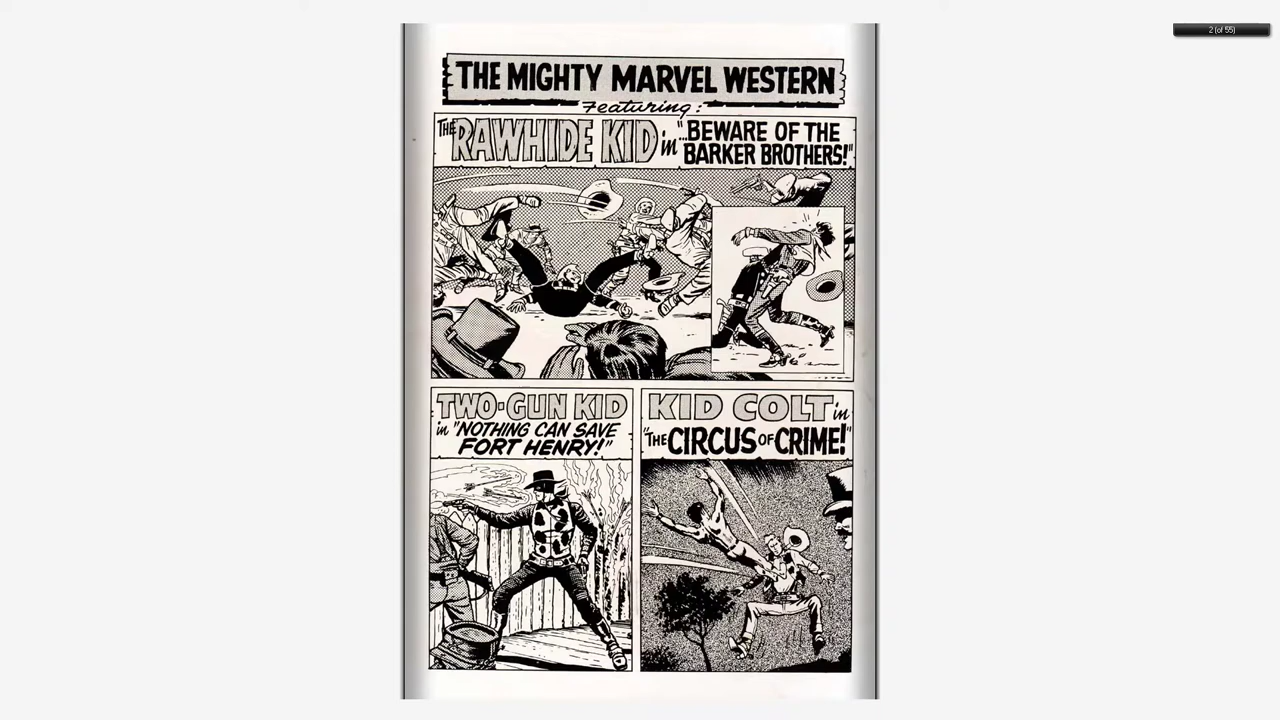 2 (of 55)
THE MIGHTY MARVEL WESTERN
Featuring:
THE RAWHIDE KID in "...BEWARE OF THE
BARKER BROTHERS!"
TWO-GUN KID
in "NOTHING CAN SAVE
FORT HENRY!"
KID COLT in
"THE CIRCUS OF CRIME!"